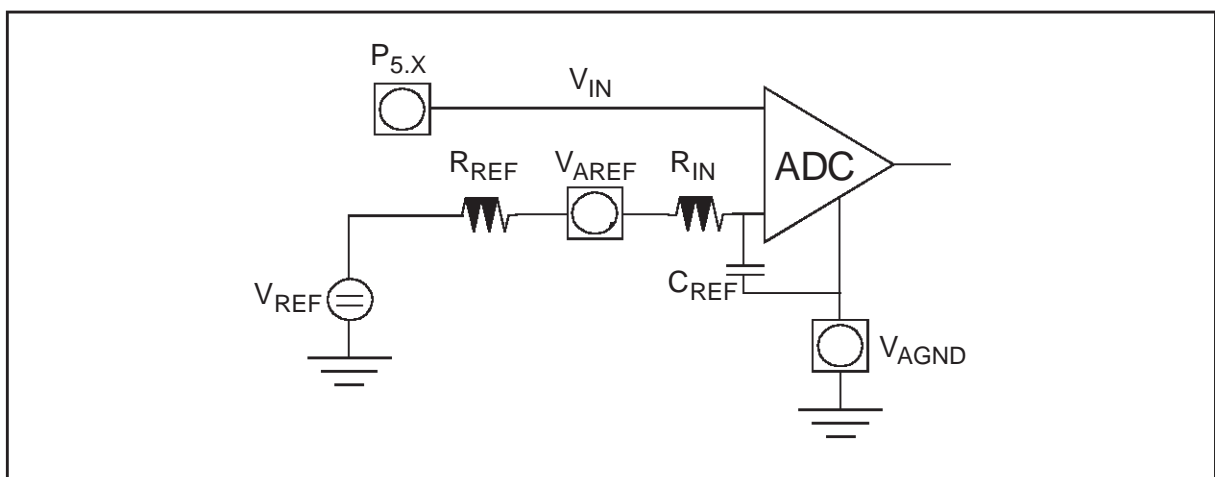 P5.X
VIN
ADC
RREF
VAREF
RIN
CREF
VREF
VAGND